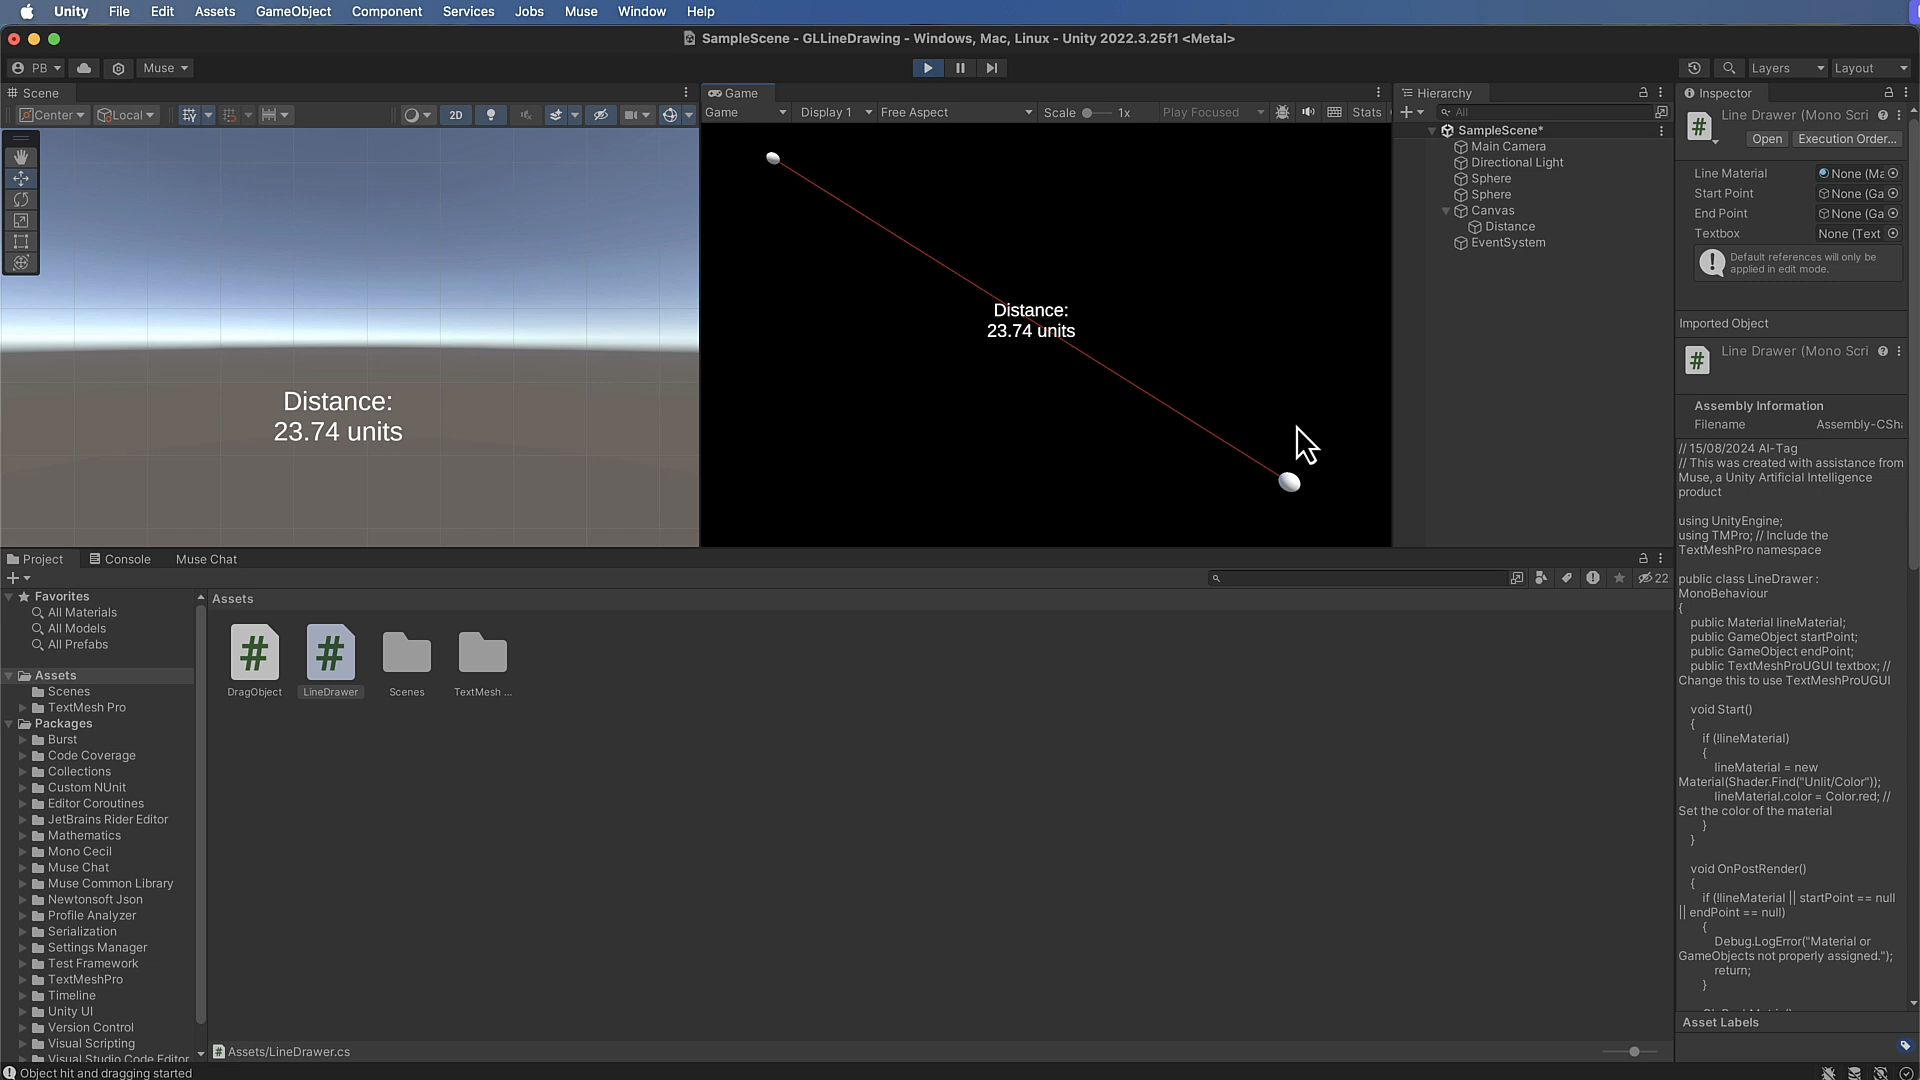 Unity File Edit Assets GameObject Component Services Jobs Muse Window Help
SampleScene - GLLineDrawing - Windows, Mac, Linux - Unity 2022.3.25f1 <Metal>
PB Muse Layers Layout
Scene
Center Local 2D
Game
Game Display 1 Free Aspect Scale 1x Play Focused Stats
Distance:
23.74 units
Distance:
23.74 units
Hierarchy
All
SampleScene*
Main Camera
Directional Light
Sphere
Sphere
Canvas
Distance
EventSystem
Inspector
Line Drawer (Mono Scri
Open Execution Order...
Line Material None (Ma
Start Point None (Ga
End Point None (Ga
Textbox None (Text
Default references will only be
applied in edit mode.
Imported Object
Line Drawer (Mono Scri
Assembly Information
Filename Assembly-CSha
// 15/08/2024 AI-Tag
// This was created with assistance from
Muse, a Unity Artificial Intelligence
product
using UnityEngine;
using TMPro; // Include the
TextMeshPro namespace
public class LineDrawer :
MonoBehaviour
{
public Material lineMaterial;
public GameObject startPoint;
public GameObject endPoint;
public TextMeshProUGUI textbox; //
Change this to use TextMeshProUGUI
void Start()
{
if (!lineMaterial)
{
lineMaterial = new
Material(Shader.Find("Unlit/Color"));
lineMaterial.color = Color.red; //
Set the color of the material
}
}
void OnPostRender()
{
if (!lineMaterial || startPoint == null
|| endPoint == null)
{
Debug.LogError("Material or
GameObjects not properly assigned.");
return;
}
Asset Labels
Project Console Muse Chat
22
Favorites
All Materials
All Models
All Prefabs
Assets
Scenes
TextMesh Pro
Packages
Burst
Code Coverage
Collections
Custom NUnit
Editor Coroutines
JetBrains Rider Editor
Mathematics
Mono Cecil
Muse Chat
Muse Common Library
Newtonsoft Json
Profile Analyzer
Serialization
Settings Manager
Test Framework
TextMeshPro
Timeline
Unity UI
Version Control
Visual Scripting
Visual Studio Code Editor
Assets
DragObject LineDrawer Scenes TextMesh ...
Assets/LineDrawer.cs
Object hit and dragging started